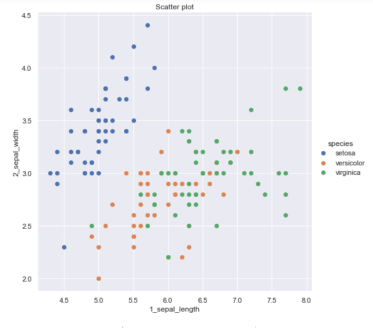 Scatter plot
4.5
4.0
3.5
3.0
2.5
2.0
2_sepal_width
4.5 5.0 5.5 6.0 6.5 7.0 7.5 8.0
1_sepal_length
species
setosa
versicolor
virginica